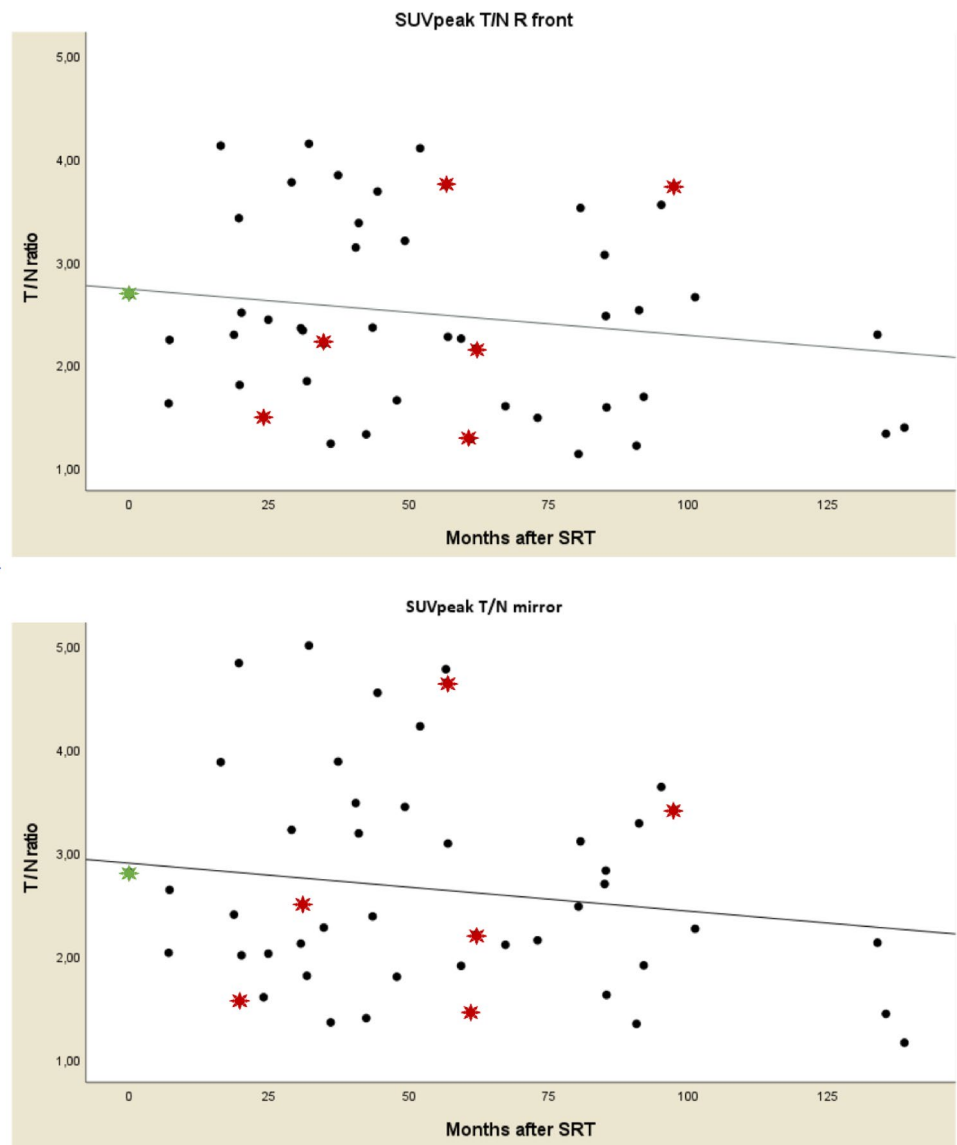 SUVpeak T/N R front
5,00
4,00
3,00
2,00
1,00
T/N ratio
0 25 50 75 100 125
Months after SRT
SUVpeak T/N mirror
5,00
4,00
3,00
2,00
1,00
T/N ratio
0 25 50 75 100 125
Months after SRT